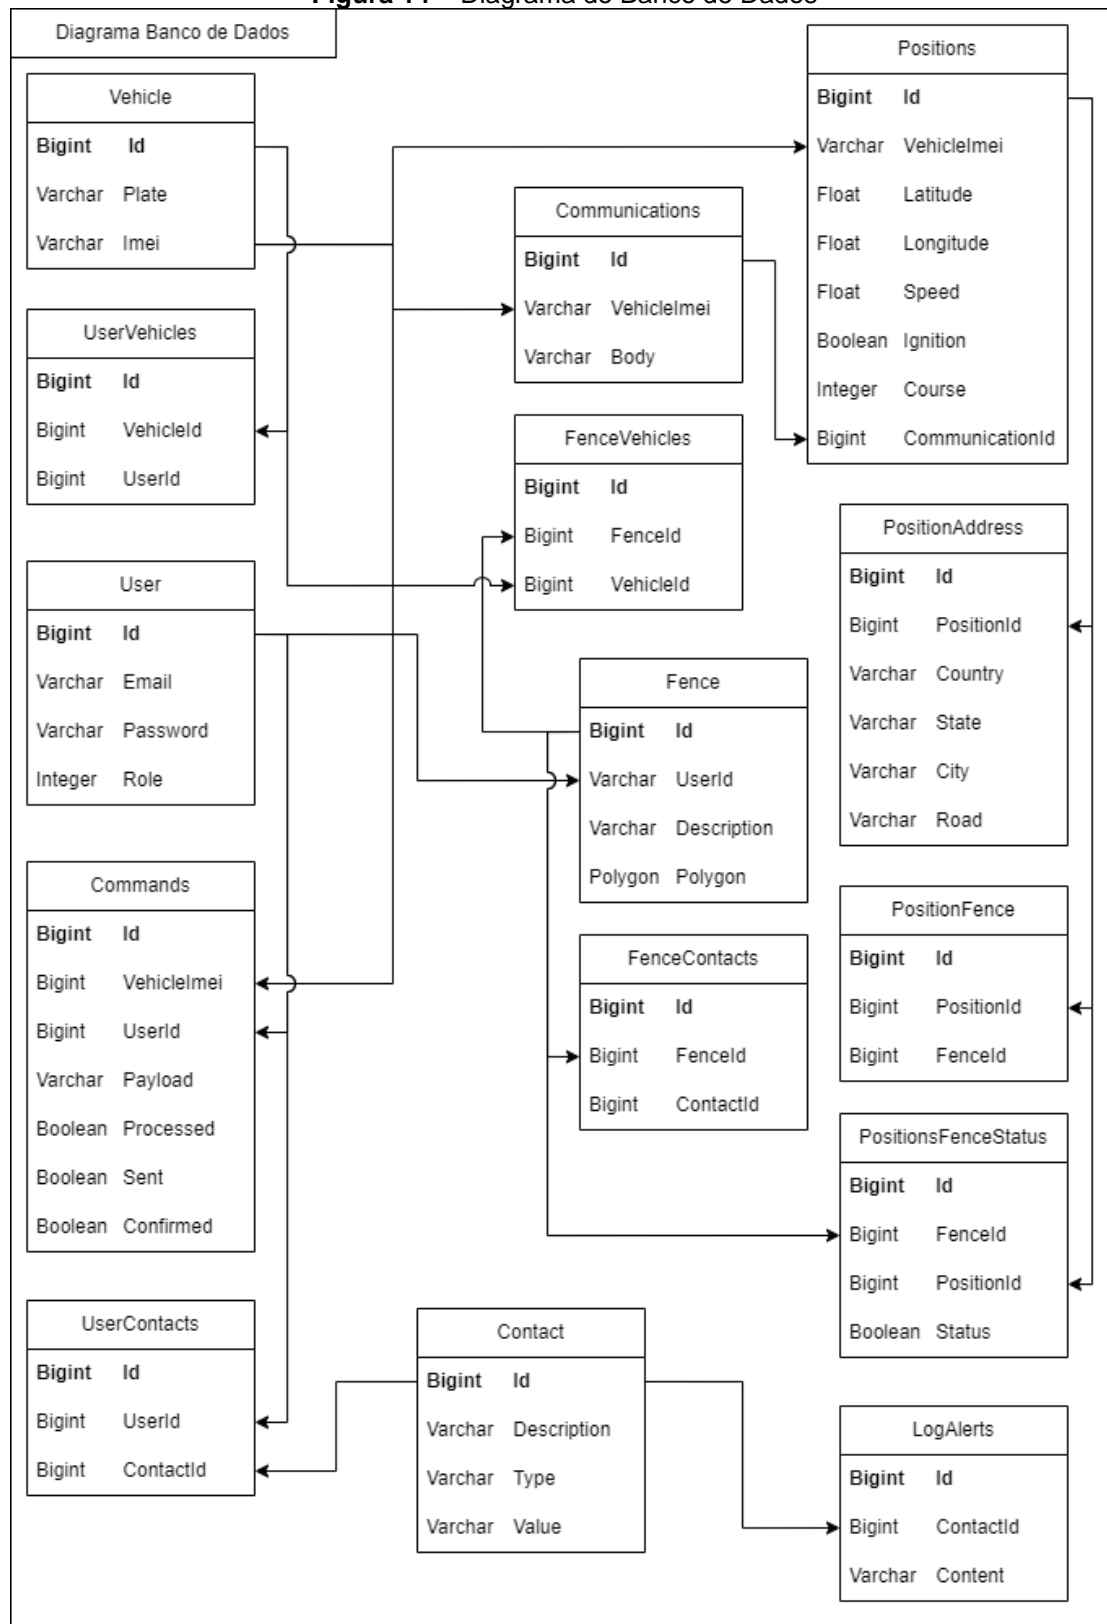 Diagrama do Banco de Dados
Diagrama Banco de Dados
Vehicle
Bigint Id
Varchar Plate
Varchar Imei
UserVehicles
Bigint Id
Bigint VehicleId
Bigint UserId
User
Bigint Id
Varchar Email
Varchar Password
Integer Role
Commands
Bigint Id
Bigint VehicleImei
Bigint UserId
Varchar Payload
Boolean Processed
Boolean Sent
Boolean Confirmed
UserContacts
Bigint Id
Bigint UserId
Bigint ContactId
Communications
Bigint Id
Varchar VehicleImei
Varchar Body
FenceVehicles
Bigint Id
Bigint FenceId
Bigint VehicleId
Fence
Bigint Id
Varchar UserId
Varchar Description
Polygon Polygon
FenceContacts
Bigint Id
Bigint FenceId
Bigint ContactId
Contact
Bigint Id
Varchar Description
Varchar Type
Varchar Value
Positions
Bigint Id
Varchar VehicleImei
Float Latitude
Float Longitude
Float Speed
Boolean Ignition
Integer Course
Bigint CommunicationId
PositionAddress
Bigint Id
Bigint PositionId
Varchar Country
Varchar State
Varchar City
Varchar Road
PositionFence
Bigint Id
Bigint PositionId
Bigint FenceId
PositionsFenceStatus
Bigint Id
Bigint FenceId
Bigint PositionId
Boolean Status
LogAlerts
Bigint Id
Bigint ContactId
Varchar Content